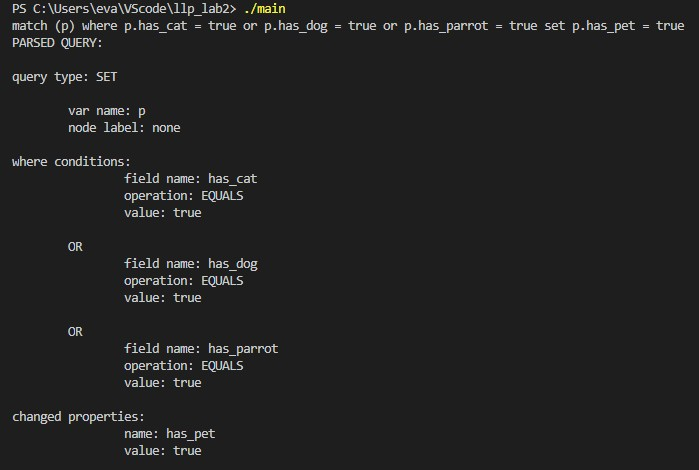 PS C:\Users\eva\VScode\llp_lab2> ./main
match (p) where p.has_cat = true or p.has_dog = true or p.has_parrot = true set p.has_pet = true
PARSED QUERY:
query type: SET
var name: p
node label: none
where conditions:
field name: has_cat
operation: EQUALS
value: true
OR
field name: has_dog
operation: EQUALS
value: true
OR
field name: has_parrot
operation: EQUALS
value: true
changed properties:
name: has_pet
value: true